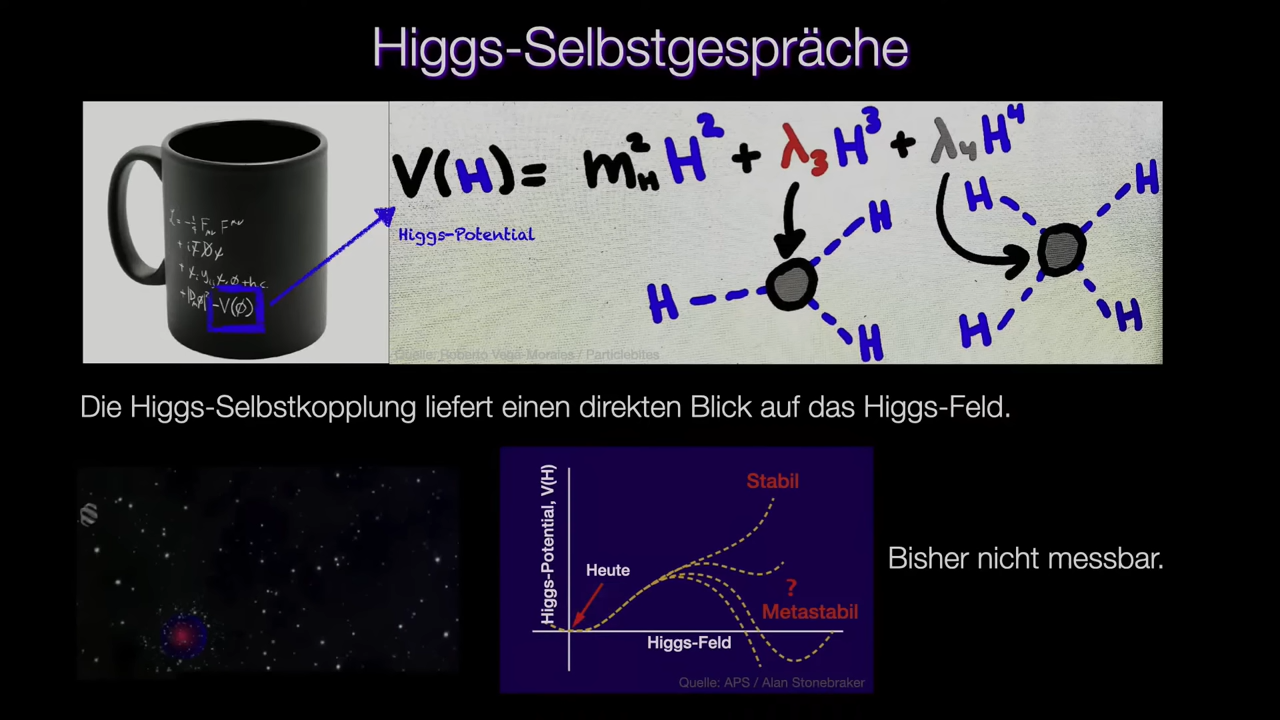 Higgs-Selbstgespräche
V(H) = m²_H H² + λ₃H³ + λ₄H⁴
Higgs-Potential
H
H
H
H
H
H
H
-V(ϕ)
Quelle: Roberto Vega-Morales / Particlebites
Die Higgs-Selbstkopplung liefert einen direkten Blick auf das Higgs-Feld.
Higgs-Potential, V(H)
Stabil
Heute
?
Metastabil
Higgs-Feld
Quelle: APS / Alan Stonebraker
Bisher nicht messbar.